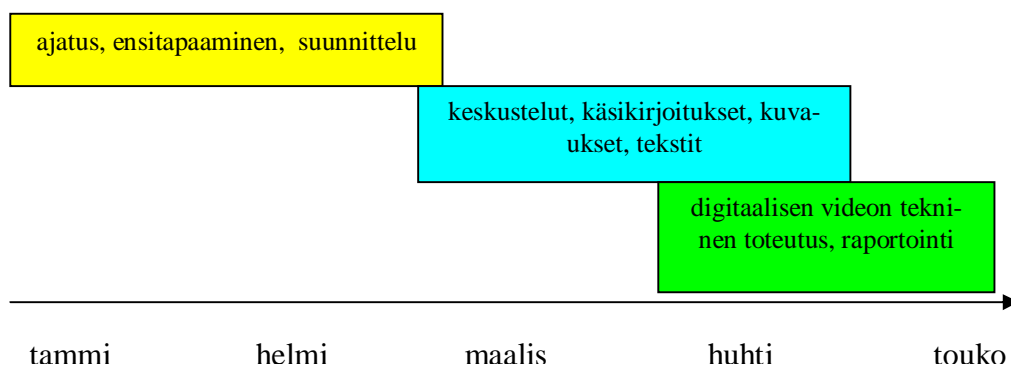 ajatus, ensitapaaminen, suunnittelu
keskustelut, käsikirjoitukset, kuva-
ukset, tekstit
digitaalisen videon tekni-
nen toteutus, raportointi
tammi helmi maalis huhti touko